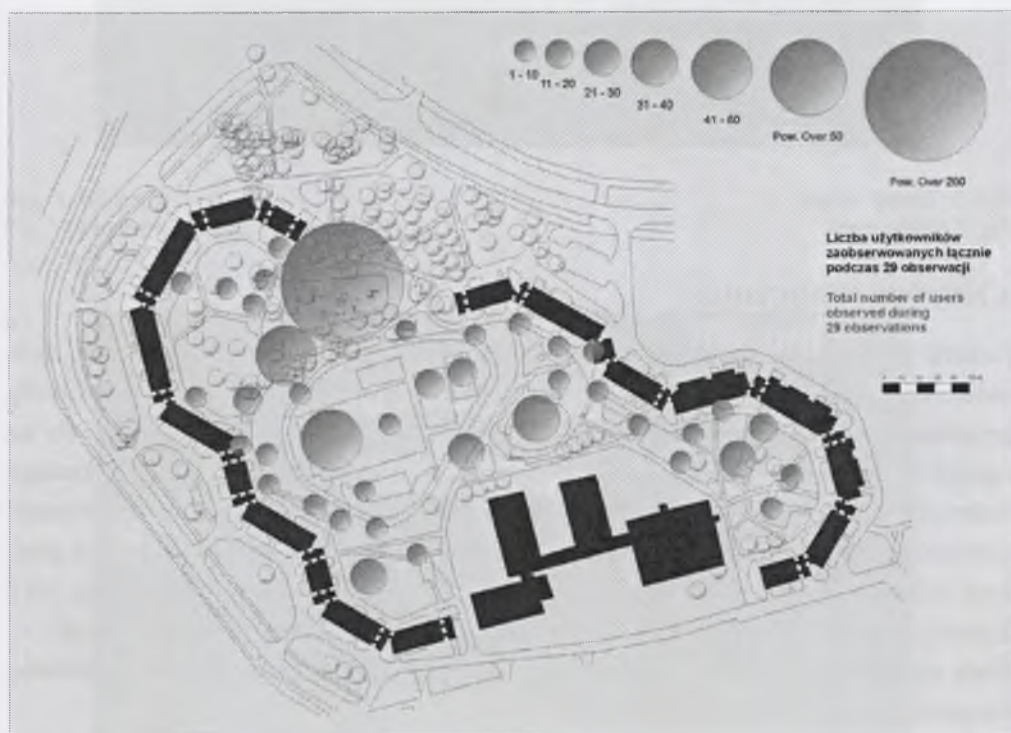 1 - 10
11 - 20
21 - 30
31 - 40
41 - 60
Pow. Over 50
Pow. Over 200
Liczba użytkowników
zaobserwowanych łącznie
podczas 29 obserwacji
Total number of users
observed during
29 observations